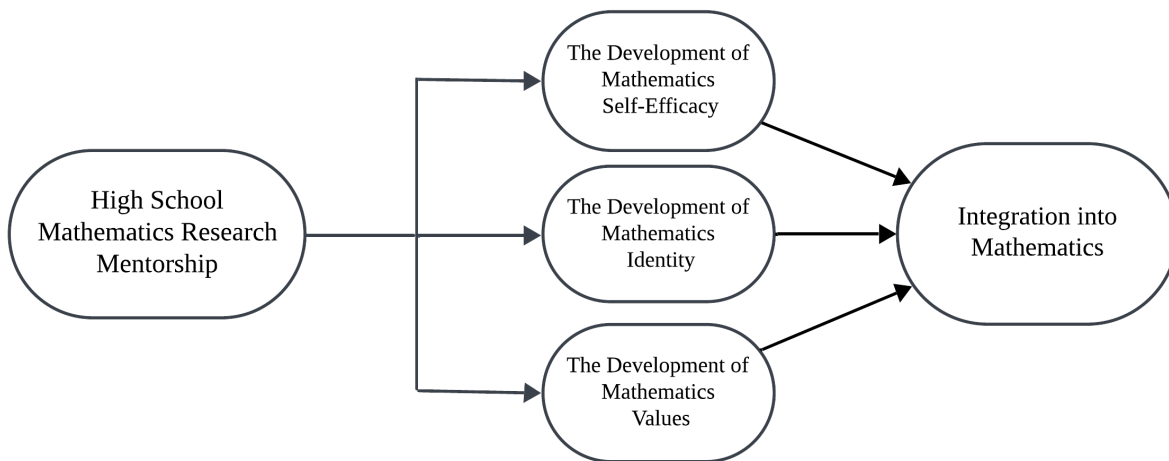 High School
Mathematics Research
Mentorship
The Development of
Mathematics
Self-Efficacy
The Development of
Mathematics
Identity
The Development of
Mathematics
Values
Integration into
Mathematics